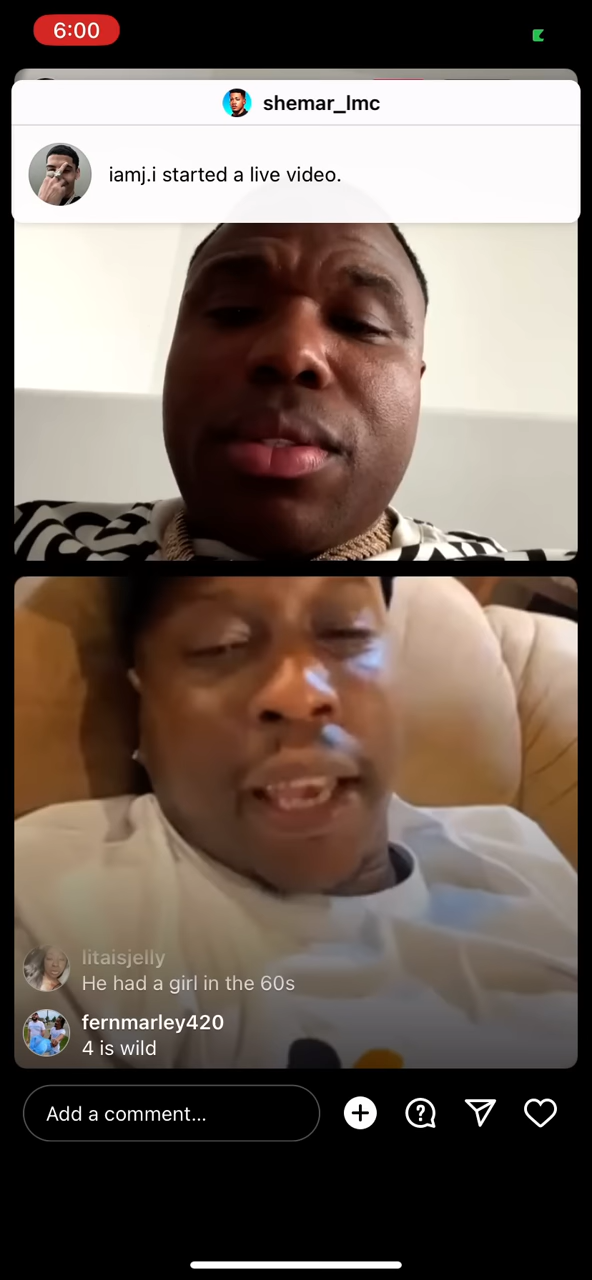 6:00
shemar_lmc
iamj.i started a live video.
litaisjelly
He had a girl in the 60s
fernmarley420
4 is wild
Add a comment...